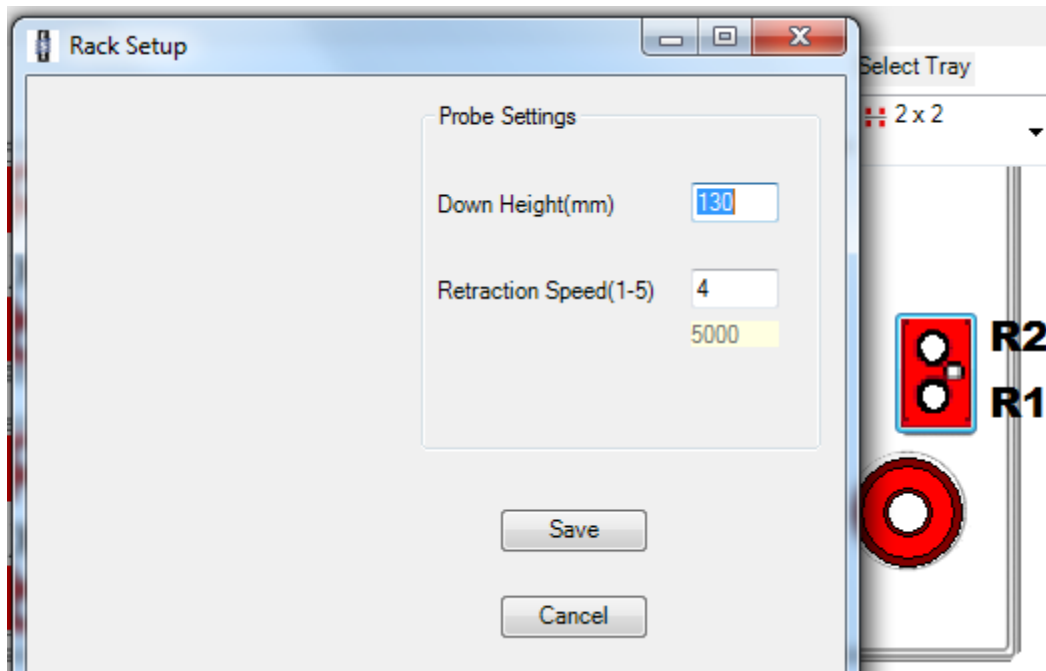 Rack Setup
Select Tray
2 x 2
Probe Settings
Down Height(mm)
130
Retraction Speed(1-5)
4
5000
R2
R1
Save
Cancel